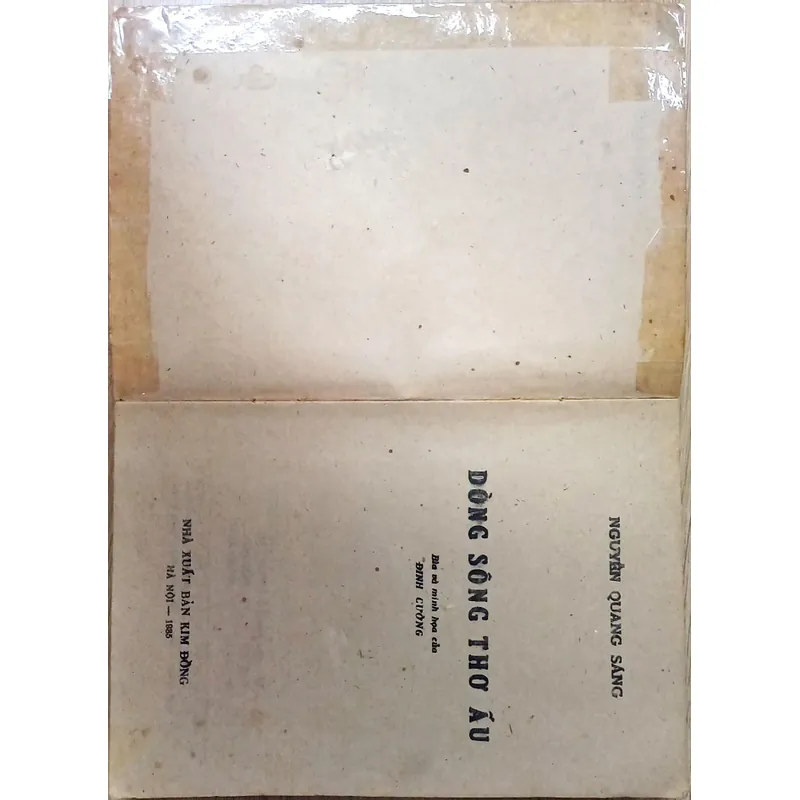 NGUYỄN QUANG SÁNG
DÒNG SÔNG THƠ ẤU
Bìa và minh họa của
ĐINH CƯỜNG
NHÀ XUẤT BẢN KIM ĐỒNG
HÀ NỘI — 1985